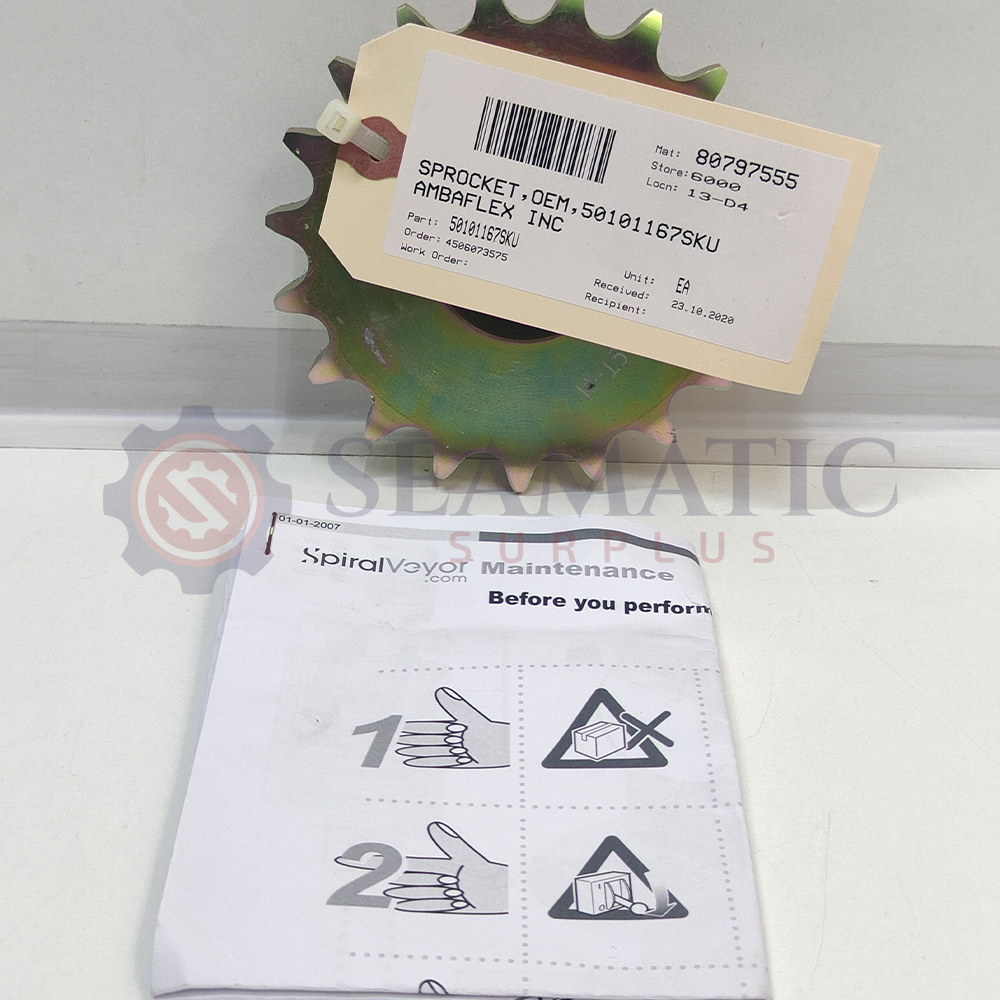 Mat: 80797555
Store: 6000
Locn: 13-D4
SPROCKET,OEM,50101167SKU
AMBAFLEX INC
Part: 50101167SKU
Order: 4506073575
Work Order:
Unit: EA
Received: 23.10.2020
Recipient:
SEAMATIC
SURPLUS
01-01-2007
SpiralVeyor
.com
Maintenance
Before you perform
1
2